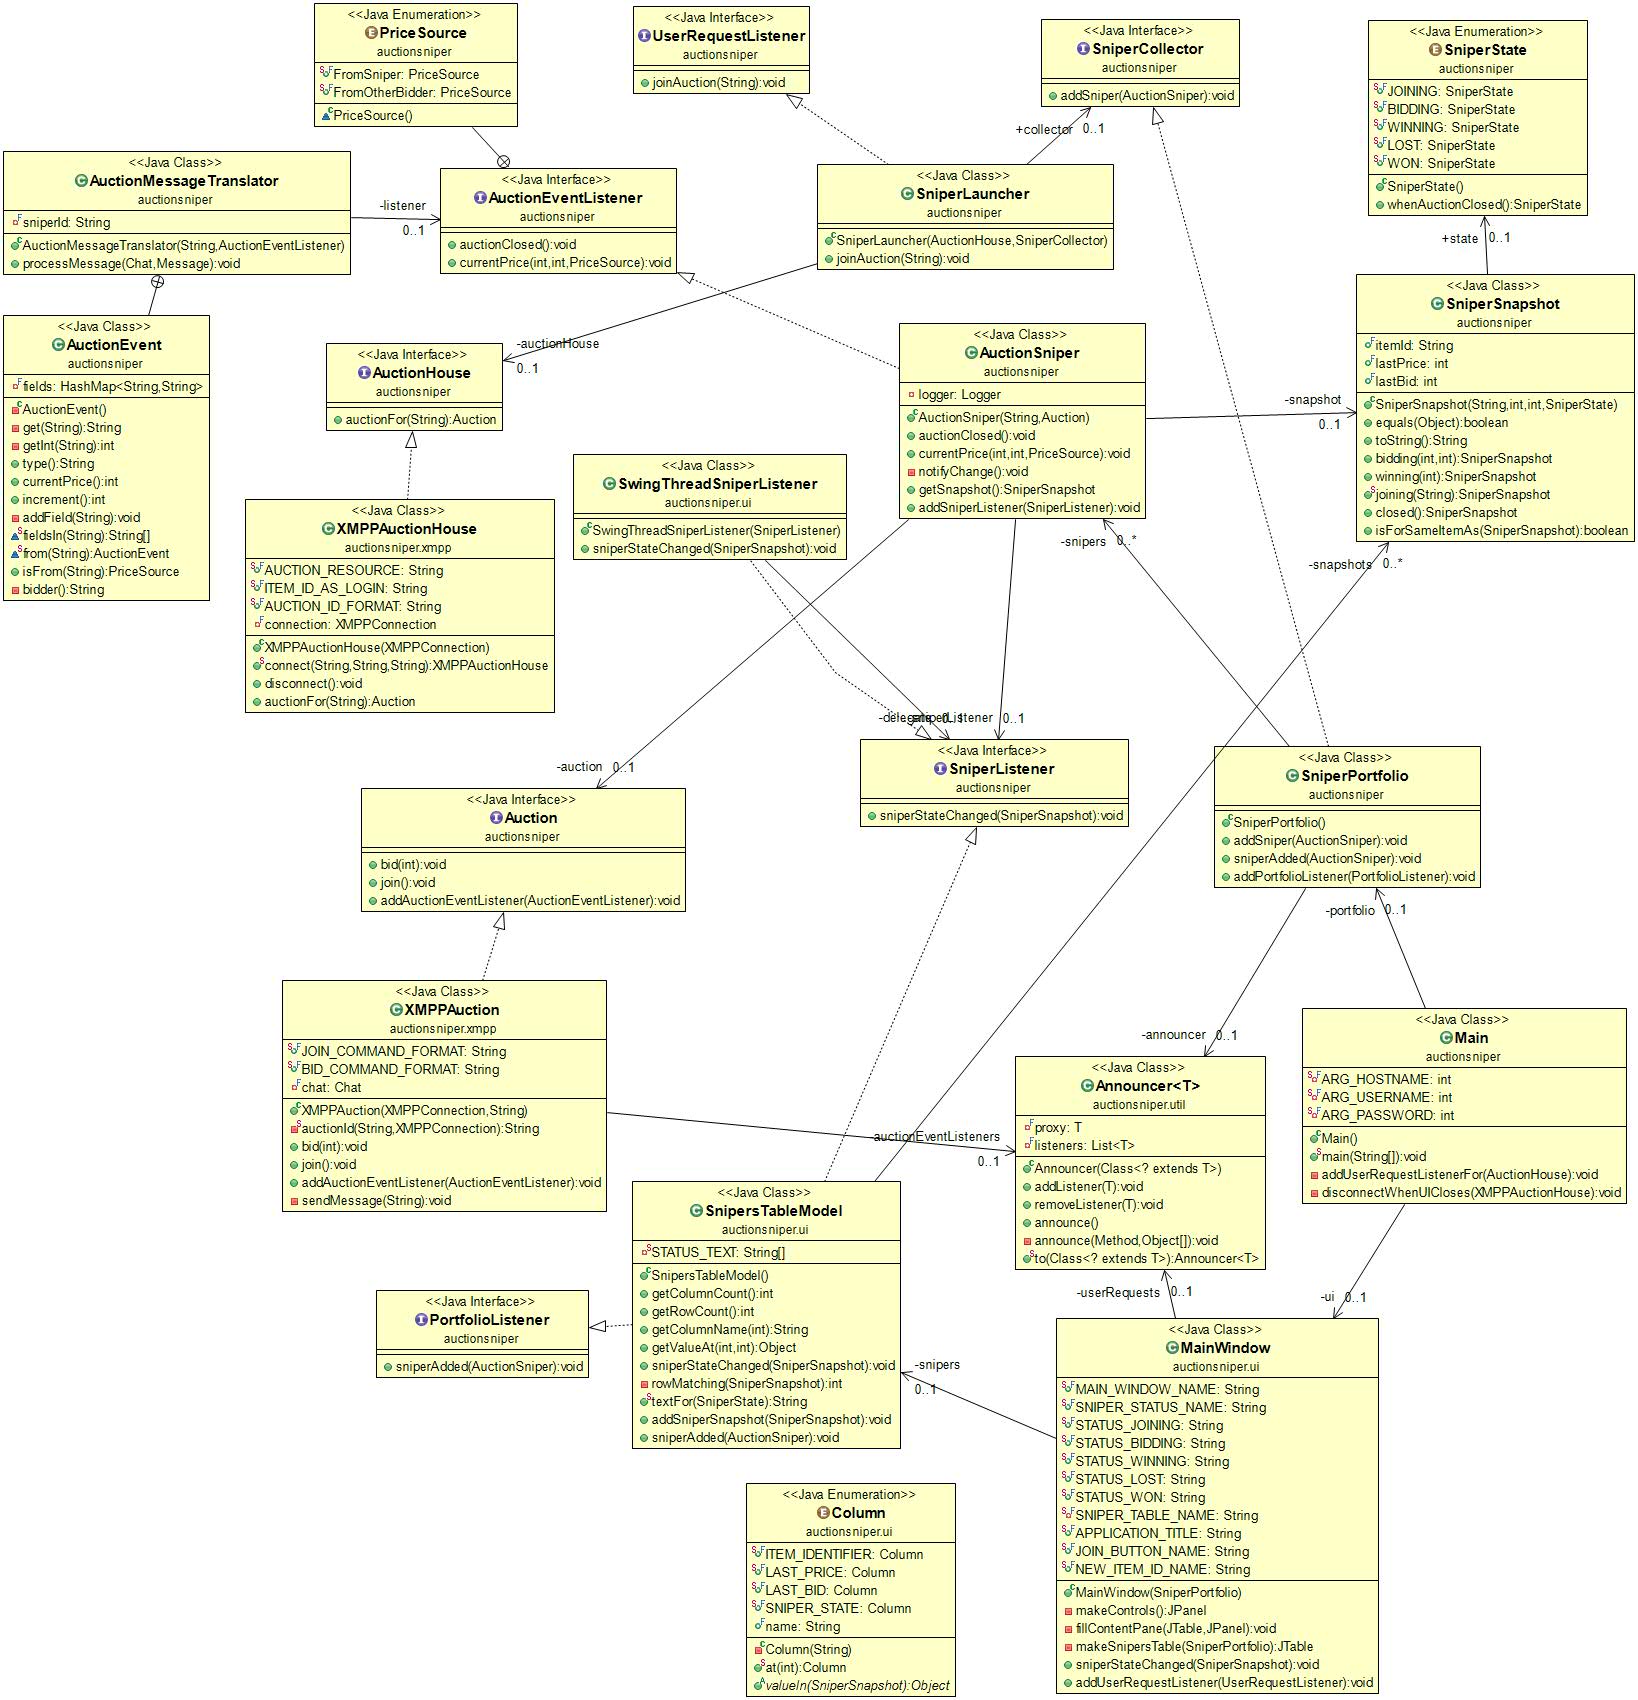 <<Java Enumeration>>
PriceSource
auctionsniper
FromSniper: PriceSource
FromOtherBidder: PriceSource
PriceSource()
<<Java Interface>>
UserRequestListener
auctionsniper
joinAuction(String):void
<<Java Interface>>
SniperCollector
auctionsniper
addSniper(AuctionSniper):void
<<Java Enumeration>>
SniperState
auctionsniper
JOINING: SniperState
BIDDING: SniperState
WINNING: SniperState
LOST: SniperState
WON: SniperState
SniperState()
whenAuctionClosed():SniperState
+collector 0..1
<<Java Class>>
AuctionMessageTranslator
auctionsniper
sniperId: String
AuctionMessageTranslator(String,AuctionEventListener)
processMessage(Chat,Message):void
-listener
0..1
<<Java Interface>>
AuctionEventListener
auctionsniper
auctionClosed():void
currentPrice(int,int,PriceSource):void
<<Java Class>>
SniperLauncher
auctionsniper
SniperLauncher(AuctionHouse,SniperCollector)
joinAuction(String):void
+state 0..1
<<Java Class>>
SniperSnapshot
auctionsniper
itemId: String
lastPrice: int
lastBid: int
SniperSnapshot(String,int,int,SniperState)
equals(Object):boolean
toString():String
bidding(int,int):SniperSnapshot
winning(int):SniperSnapshot
joining(String):SniperSnapshot
closed():SniperSnapshot
isForSameItemAs(SniperSnapshot):boolean
<<Java Class>>
AuctionEvent
auctionsniper
fields: HashMap<String,String>
AuctionEvent()
get(String):String
getInt(String):int
type():String
currentPrice():int
increment():int
addField(String):void
fieldsIn(String):String[]
from(String):AuctionEvent
isFrom(String):PriceSource
bidder():String
<<Java Interface>>
AuctionHouse
auctionsniper
auctionFor(String):Auction
-auctionHouse
0..1
<<Java Class>>
AuctionSniper
auctionsniper
logger: Logger
AuctionSniper(String,Auction)
auctionClosed():void
currentPrice(int,int,PriceSource):void
notifyChange():void
getSnapshot():SniperSnapshot
addSniperListener(SniperListener):void
-snapshot
0..1
<<Java Class>>
SwingThreadSniperListener
auctionsniper.ui
SwingThreadSniperListener(SniperListener)
sniperStateChanged(SniperSnapshot):void
<<Java Class>>
XMPPAuctionHouse
auctionsniper.xmpp
AUCTION_RESOURCE: String
ITEM_ID_AS_LOGIN: String
AUCTION_ID_FORMAT: String
connection: XMPPConnection
XMPPAuctionHouse(XMPPConnection)
connect(String,String,String):XMPPAuctionHouse
disconnect():void
auctionFor(String):Auction
-snipers 0..*
-snapshots 0..*
-delegate 0..1
-sniperListener 0..1
<<Java Interface>>
SniperListener
auctionsniper
sniperStateChanged(SniperSnapshot):void
<<Java Class>>
SniperPortfolio
auctionsniper
SniperPortfolio()
addSniper(AuctionSniper):void
sniperAdded(AuctionSniper):void
addPortfolioListener(PortfolioListener):void
-auction 0..1
<<Java Interface>>
Auction
auctionsniper
bid(int):void
join():void
addAuctionEventListener(AuctionEventListener):void
-portfolio 0..1
<<Java Class>>
XMPPAuction
auctionsniper.xmpp
JOIN_COMMAND_FORMAT: String
BID_COMMAND_FORMAT: String
chat: Chat
XMPPAuction(XMPPConnection,String)
auctionId(String,XMPPConnection):String
bid(int):void
join():void
addAuctionEventListener(AuctionEventListener):void
sendMessage(String):void
-announcer 0..1
-auctionEventListeners
0..1
<<Java Class>>
Announcer<T>
auctionsniper.util
proxy: T
listeners: List<T>
Announcer(Class<? extends T>)
addListener(T):void
removeListener(T):void
announce()
announce(Method,Object[]):void
to(Class<? extends T>):Announcer<T>
<<Java Class>>
Main
auctionsniper
ARG_HOSTNAME: int
ARG_USERNAME: int
ARG_PASSWORD: int
Main()
main(String[]):void
addUserRequestListenerFor(AuctionHouse):void
disconnectWhenUICloses(XMPPAuctionHouse):void
<<Java Class>>
SnipersTableModel
auctionsniper.ui
STATUS_TEXT: String[]
SnipersTableModel()
getColumnCount():int
getRowCount():int
getColumnName(int):String
getValueAt(int,int):Object
sniperStateChanged(SniperSnapshot):void
rowMatching(SniperSnapshot):int
textFor(SniperState):String
addSniperSnapshot(SniperSnapshot):void
sniperAdded(AuctionSniper):void
<<Java Interface>>
PortfolioListener
auctionsniper
sniperAdded(AuctionSniper):void
-userRequests 0..1
-ui 0..1
-snipers
0..1
<<Java Class>>
MainWindow
auctionsniper.ui
MAIN_WINDOW_NAME: String
SNIPER_STATUS_NAME: String
STATUS_JOINING: String
STATUS_BIDDING: String
STATUS_WINNING: String
STATUS_LOST: String
STATUS_WON: String
SNIPER_TABLE_NAME: String
APPLICATION_TITLE: String
JOIN_BUTTON_NAME: String
NEW_ITEM_ID_NAME: String
MainWindow(SniperPortfolio)
makeControls():JPanel
fillContentPane(JTable,JPanel):void
makeSnipersTable(SniperPortfolio):JTable
sniperStateChanged(SniperSnapshot):void
addUserRequestListener(UserRequestListener):void
<<Java Enumeration>>
Column
auctionsniper.ui
ITEM_IDENTIFIER: Column
LAST_PRICE: Column
LAST_BID: Column
SNIPER_STATE: Column
name: String
Column(String)
at(int):Column
valueIn(SniperSnapshot):Object